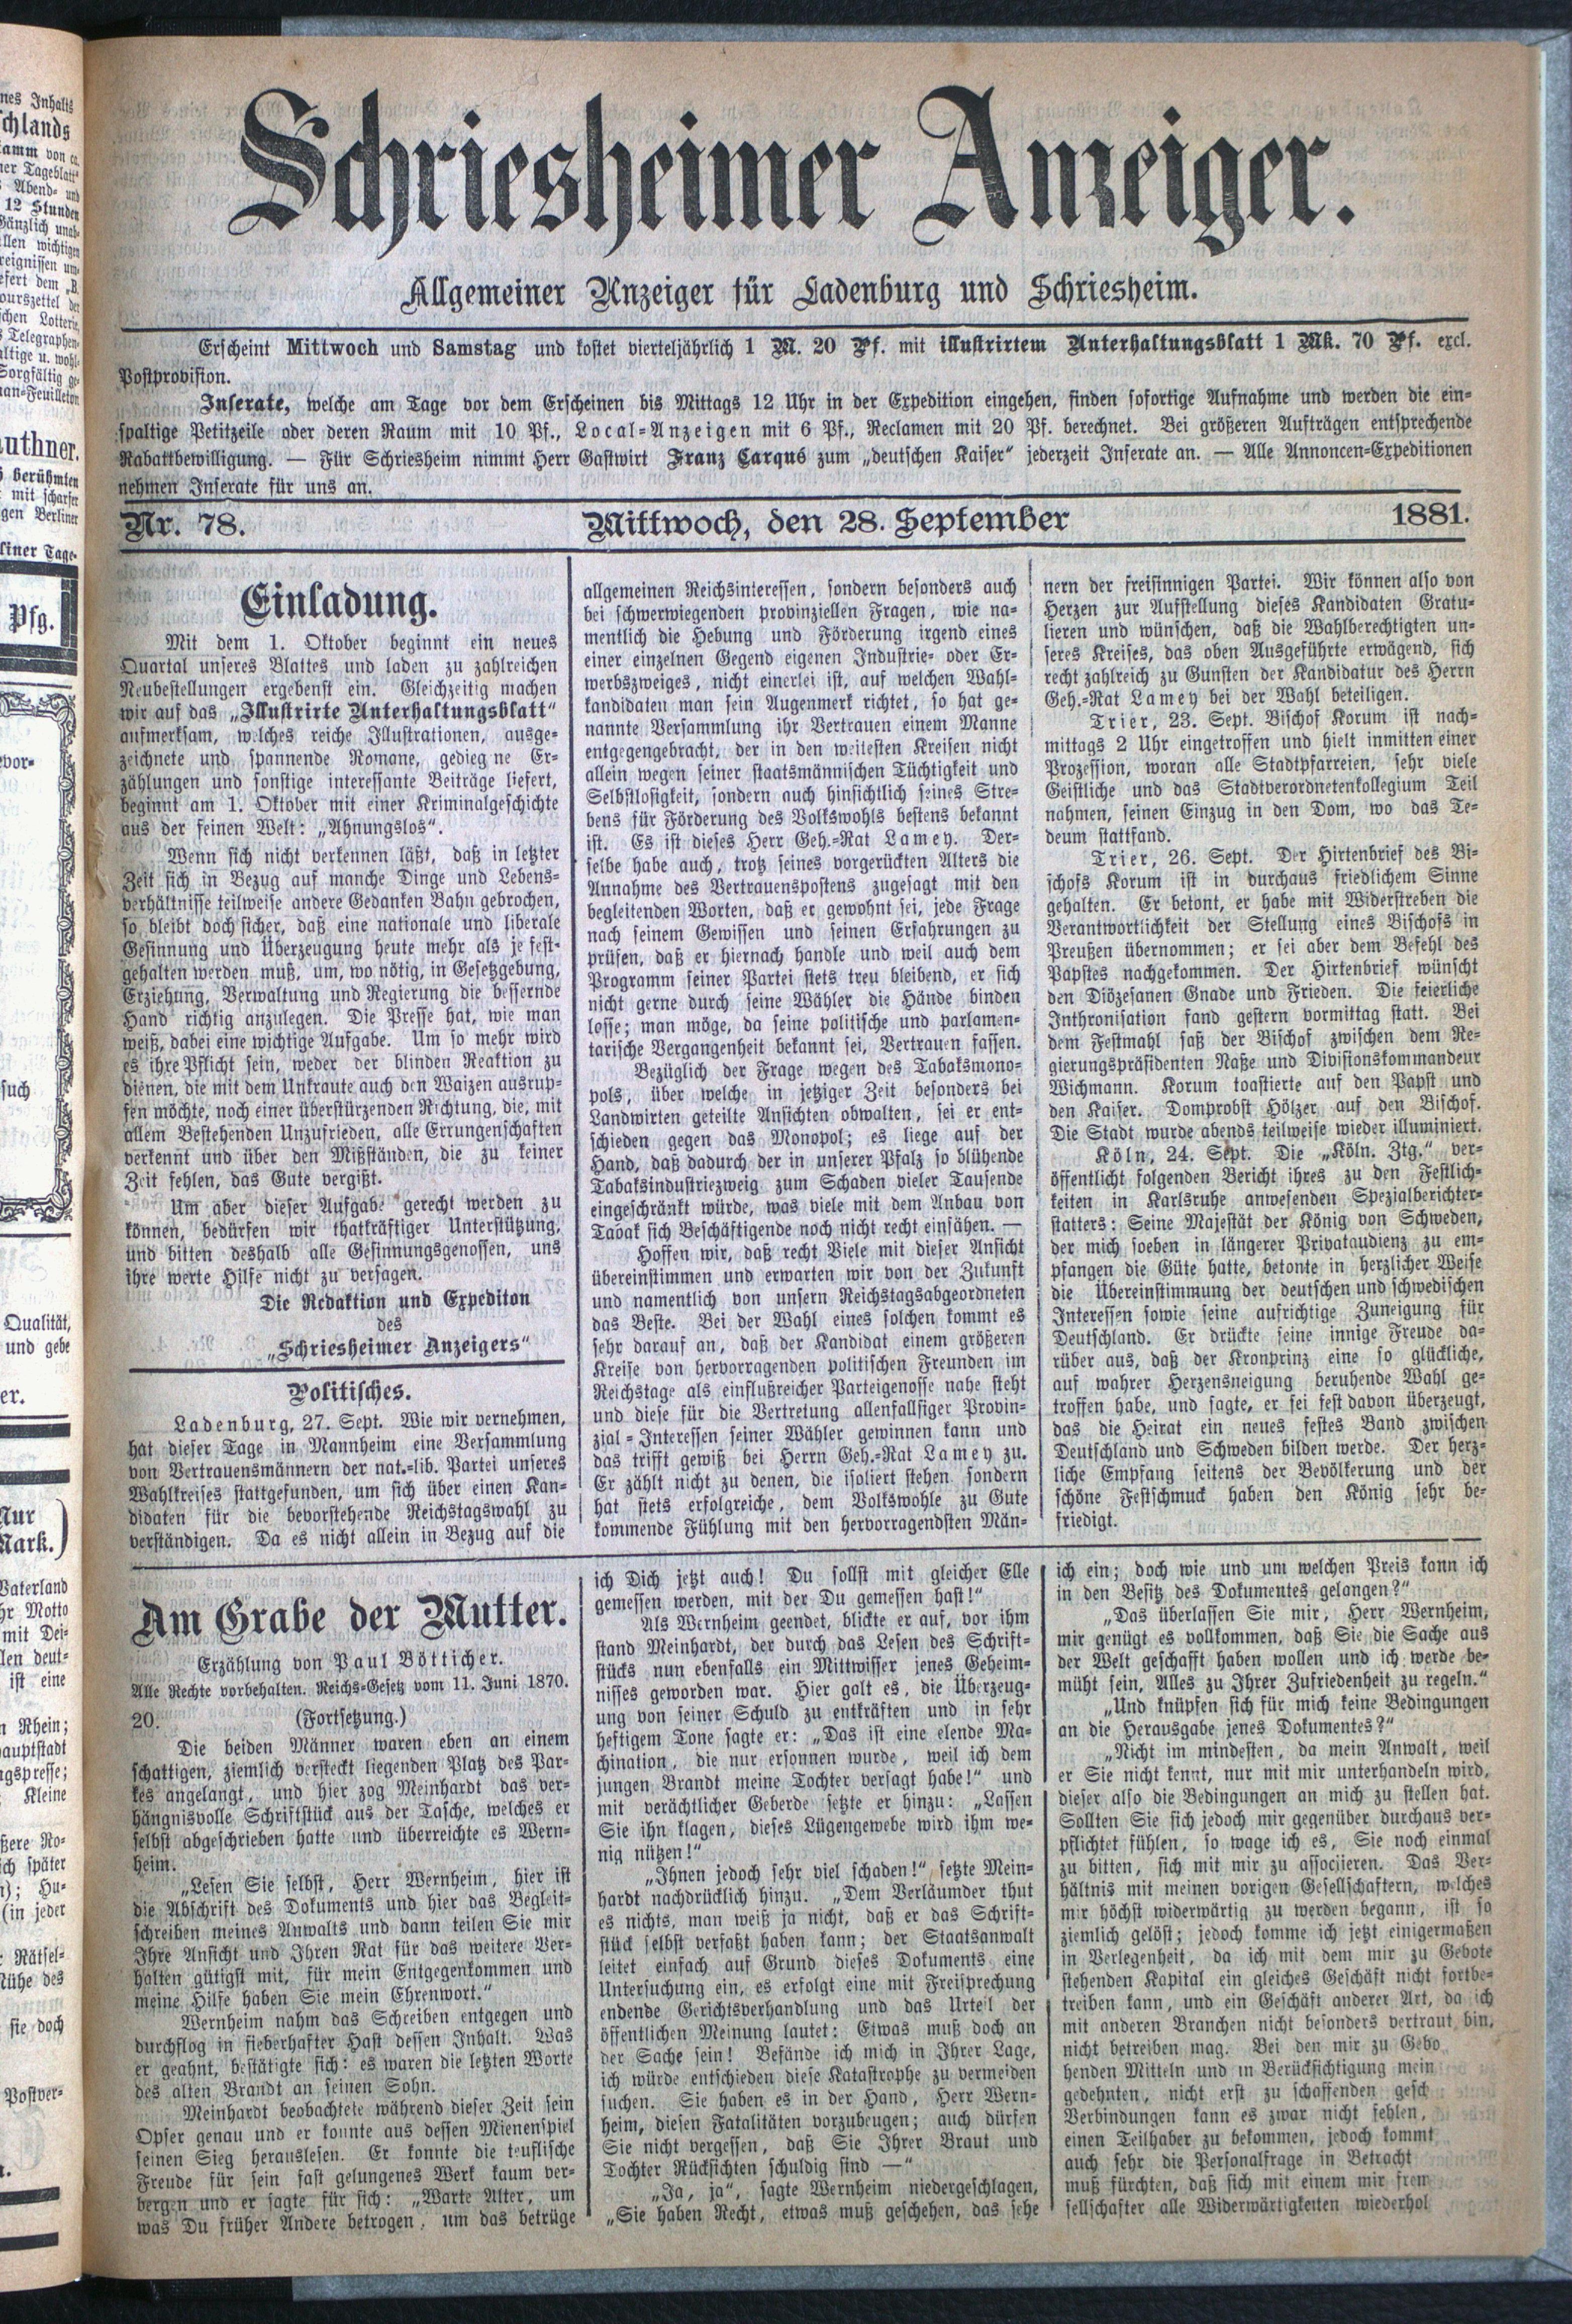 Schriesheimer Anzeiger.
Allgemeiner Anzeiger für Ladenburg und Schriesheim.
Erscheint Mittwoch und Samstag und kostet vierteljährlich 1 M. 20 Pf. mit illustrirtem Unterhaltungsblatt 1 Mk. 70 Pf. excl.
Postprovision.
Inserate, welche am Tage vor dem Erscheinen bis Mittags 12 Uhr in der Expedition eingehen, finden sofortige Aufnahme und werden die ein-
spaltige Petitzeile oder deren Raum mit 10 Pf., Local-Anzeigen mit 6 Pf., Reclamen mit 20 Pf. berechnet. Bei größeren Aufträgen entsprechende
Rabattbewilligung. — Für Schriesheim nimmt Herr Gastwirt Franz Carqué zum „deutschen Kaiser“ jederzeit Inserate an. — Alle Annoncen-Expeditionen
nehmen Inserate für uns an.
Nr. 78. Mittwoch, den 28. September 1881.
Einladung.
Mit dem 1. Oktober beginnt ein neues
Quartal unseres Blattes und laden zu zahlreichen
Neubestellungen ergebenst ein. Gleichzeitig machen
wir auf das „Illustrirte Unterhaltungsblatt“
aufmerksam, welches reiche Illustrationen, ausge-
zeichnete und spannende Romane, gedieg ne Er-
zählungen und sonstige interessante Beiträge liefert,
beginnt am 1. Oktober mit einer Kriminalgeschichte
aus der feinen Welt: „Ahnungslos“.
Wenn sich nicht verkennen läßt, daß in letzter
Zeit sich in Bezug auf manche Dinge und Lebens-
verhältnisse teilweise andere Gedanken Bahn gebrochen,
so bleibt doch sicher, daß eine nationale und liberale
Gesinnung und Überzeugung heute mehr als je fest-
gehalten werden muß, um, wo nötig, in Gesetzgebung,
Erziehung, Verwaltung und Regierung die bessernde
Hand richtig anzulegen. Die Presse hat, wie man
weiß, dabei eine wichtige Aufgabe. Um so mehr wird
es ihre Pflicht sein, weder der blinden Reaktion zu
dienen, die mit dem Unkraute auch den Waizen ausrup-
fen möchte, noch einer überstürzenden Richtung, die, mit
allem Bestehenden Unzufrieden, alle Errungenschaften
verkennt und über den Mißständen, die zu keiner
Zeit fehlen, das Gute vergißt.
Um aber dieser Aufgabe gerecht werden zu
können, bedürfen wir thatkräftiger Unterstützung,
und bitten deshalb alle Gesinnungsgenossen, uns
ihre werte Hilfe nicht zu versagen.
Die Redaktion und Expediton
des
„Schriesheimer Anzeigers“
Politisches.
Ladenburg, 27. Sept. Wie wir vernehmen,
hat dieser Tage in Mannheim eine Versammlung
von Vertrauensmännern der nat.-lib. Partei unseres
Wahlkreises stattgefunden, um sich über einen Kan-
didaten für die bevorstehende Reichstagswahl zu
verständigen. Da es nicht allein in Bezug auf die
allgemeinen Reichsinteressen, sondern besonders auch
bei schwerwiegenden provinziellen Fragen, wie na-
mentlich die Hebung und Förderung irgend eines
einer einzelnen Gegend eigenen Industrie- oder Er-
werbszweiges, nicht einerlei ist, auf welchen Wahl-
kandidaten man sein Augenmerk richtet, so hat ge-
nannte Versammlung ihr Vertrauen einem Manne
entgegengebracht, der in den weitesten Kreisen nicht
allein wegen seiner staatsmännischen Tüchtigkeit und
Selbstlosigkeit, sondern auch hinsichtlich seines Stre-
bens für Förderung des Volkswohls bestens bekannt
ist. Es ist dieses Herr Geh.-Rat Lamey. Der-
selbe habe auch, trotz seines vorgerückten Alters die
Annahme des Vertrauenspostens zugesagt mit den
begleitenden Worten, daß er gewohnt sei, jede Frage
nach seinem Gewissen und seinen Erfahrungen zu
prüfen, daß er hiernach handle und weil auch dem
Programm seiner Partei stets treu bleibend, er sich
nicht gerne durch seine Wähler die Hände binden
losse; man möge, da seine politische und parlamen-
tarische Vergangenheit bekannt sei, Vertrauen fassen.
Bezüglich der Frage wegen des Tabaksmono-
pols, über welche in jetziger Zeit besonders bei
Landwirten geteilte Ansichten obwalten, sei er ent-
schieden gegen das Monopol; es liege auf der
Hand, daß dadurch der in unserer Pfalz so blühende
Tabaksindustriezweig zum Schaden vieler Tausende
eingeschränkt würde, was viele mit dem Anbau von
Tabak sich Beschäftigende noch nicht recht einsähen. —
Hoffen wir, daß recht Viele mit dieser Ansicht
übereinstimmen und erwarten wir von der Zukunft
und namentlich von unsern Reichstagsabgeordneten
das Beste. Bei der Wahl eines solchen kommt es
sehr darauf an, daß der Kandidat einem größeren
Kreise von hervorragenden politischen Freunden im
Reichstage als einflußreicher Parteigenosse nahe steht
und diese für die Vertretung allenfallsiger Provin-
zial-Interessen seiner Wähler gewinnen kann und
das trifft gewiß bei Herrn Geh.-Rat Lamey zu.
Er zählt nicht zu denen, die isoliert stehen sondern
hat stets erfolgreiche, dem Volkswohle zu Gute
kommende Fühlung mit den hervorragendsten Män-
nern der freisinnigen Partei. Wir können also von
Herzen zur Aufstellung dieses Kandidaten Gratu-
lieren und wünschen, daß die Wahlberechtigten un-
seres Kreises, das oben Ausgeführte erwägend, sich
recht zahlreich zu Gunsten der Kandidatur des Herrn
Geh.-Rat Lamey bei der Wahl beteiligen.
Trier, 23. Sept. Bischof Korum ist nach-
mittags 2 Uhr eingetroffen und hielt inmitten einer
Prozession, woran alle Stadtpfarreien, sehr viele
Geistliche und das Stadtverordnetenkollegium Teil
nahmen, seinen Einzug in den Dom, wo das Te-
deum stattfand.
Trier, 26. Sept. Der Hirtenbrief des Bi-
schofs Korum ist in durchaus friedlichem Sinne
gehalten. Er betont, er habe mit Widerstreben die
Verantwortlichkeit der Stellung eines Bischofs in
Preußen übernommen; er sei aber dem Befehl des
Papstes nachgekommen. Der Hirtenbrief wünscht
den Diözesanen Gnade und Frieden. Die feierliche
Inthronisation fand gestern vormittag statt. Bei
dem Festmahl saß der Bischof zwischen dem Re-
gierungspräsidenten Naße und Divisionskommandeur
Wichmann. Korum toastierte auf den Papst und
den Kaiser. Domprobst Hölzer auf den Bischof.
Die Stadt wurde abends teilweise wieder illuminiert.
Köln, 24. Sept. Die „Köln. Ztg.“ ver-
öffentlicht folgenden Bericht ihres zu den Festlich-
keiten in Karlsruhe anwesenden Spezialberichter-
statters: Seine Majestät der König von Schweden,
der mich soeben in längerer Privataudienz zu em-
pfangen die Güte hatte, betonte in herzlicher Weise
die Übereinstimmung der deutschen und schwedischen
Interessen sowie seine aufrichtige Zuneigung für
Deutschland. Er drückte seine innige Freude da-
rüber aus, daß der Kronprinz eine so glückliche,
auf wahrer Herzensneigung beruhende Wahl ge-
troffen habe, und sagte, er sei fest davon überzeugt,
das die Heirat ein neues festes Band zwischen
Deutschland und Schweden bilden werde. Der herz-
liche Empfang seitens der Bevölkerung und der
schöne Festschmuck haben den König sehr be-
friedigt.
Am Grabe der Mutter.
Erzählung von Paul Bötticher.
Alle Rechte vorbehalten. Reichs-Gesetz vom 11. Juni 1870.
20. (Fortsetzung.)
Die beiden Männer waren eben an einem
schattigen, ziemlich versteckt liegenden Platz des Par-
kes angelangt, und hier zog Meinhardt das ver-
hängnisvolle Schriftstück aus der Tasche, welches er
selbst abgeschrieben hatte und überreichte es Wern-
heim.
„Lesen Sie selbst, Herr Wernheim, hier ist
die Abschrift des Dokuments und hier das Begleit-
schreiben meines Anwalts und dann teilen Sie mir
Ihre Ansicht und Ihren Rat für das weitere Ver-
halten gütigst mit, für mein Entgegenkommen und
meine Hilfe haben Sie mein Ehrenwort.“
Wernheim nahm das Schreiben entgegen und
durchflog in fieberhafter Hast dessen Inhalt. Was
er geahnt, bestätigte sich: es waren die letzten Worte
des alten Brandt an seinen Sohn.
Meinhardt beobachtete während dieser Zeit sein
Opfer genau und er konnte aus dessen Mienenspiel
seinen Sieg herauslesen. Er konnte die teuflische
Freude für sein fast gelungenes Werk kaum ver-
bergen und er sagte für sich: „Warte Alter, um
was Du früher Andere betrogen, um das betrüge
ich Dich jetzt auch! Du sollst mit gleicher Elle
gemessen werden, mit der Du gemessen hast!“
Als Wernheim geendet, blickte er auf, vor ihm
stand Meinhardt, der durch das Lesen des Schrift-
stücks nun ebenfalls ein Mittwisser jenes Geheim-
nisses geworden war. Hier galt es, die Überzeug-
ung von seiner Schuld zu entkräften und in sehr
heftigem Tone sagte er: „Das ist eine elende Ma-
chination, die nur ersonnen wurde, weil ich dem
jungen Brandt meine Tochter versagt habe!“ und
mit verächtlicher Geberde setzte er hinzu: „Lassen
Sie ihn klagen, dieses Lügengewebe wird ihm we-
nig nützen!“
„Ihnen jedoch sehr viel schaden!“ setzte Mein-
hardt nachdrücklich hinzu. „Dem Verläumder thut
es nichts, man weiß ja nicht, daß er das Schrift-
stück selbst verfaßt haben kann; der Staatsanwalt
leitet einfach auf Grund dieses Dokuments eine
Untersuchung ein, es erfolgt eine mit Freisprechung
endende Gerichtsverhandlung und das Urteil der
öffentlichen Meinung lautet: Etwas muß doch an
der Sache sein! Befände ich mich in Ihrer Lage,
ich würde entschieden diese Katastrophe zu vermeiden
suchen. Sie haben es in der Hand, Herr Wern-
heim, diesen Fatalitäten vorzubeugen; auch dürfen
Sie nicht vergessen, daß Sie Ihrer Braut und
Tochter Rücksichten schuldig sind —“
„Ja, ja“, sagte Wernheim niedergeschlagen,
„Sie haben Recht, etwas muß geschehen, das sehe
ich ein; doch wie und um welchen Preis kann ich
in den Besitz des Dokumentes gelangen?“
„Das überlassen Sie mir, Herr Wernheim,
mir genügt es vollkommen, daß Sie die Sache aus
der Welt geschafft haben wollen und ich werde be-
müht sein, Alles zu Ihrer Zufriedenheit zu regeln.“
„Und knüpfen sich für mich keine Bedingungen
an die Herausgabe jenes Dokumentes?“
„Nicht im mindesten, da mein Anwalt, weil
er Sie nicht kennt, nur mit mir unterhandeln wird,
dieser also die Bedingungen an mich zu stellen hat.
Sollten Sie sich jedoch mir gegenüber durchaus ver-
pflichtet fühlen, so wage ich es, Sie noch einmal
zu bitten, sich mit mir zu associieren. Das Ver-
hältnis mit meinen vorigen Gesellschaftern, welches
mir höchst widerwärtig zu werden begann, ist so
ziemlich gelöst; jedoch komme ich jetzt einigermaßen
in Verlegenheit, da ich mit dem mir zu Gebote
stehenden Kapital ein gleiches Geschäft nicht fortbe-
treiben kann, und ein Geschäft anderer Art, da ich
mit anderen Branchen nicht besonders vertraut bin,
nicht betreiben mag. Bei den mir zu Gebo
henden Mitteln und in Berücksichtigung mein
gedehnten, nicht erst zu schaffenden gesch
Verbindungen kann es zwar nicht fehlen,
einen Teilhaber zu bekommen, jedoch kommt
auch sehr die Personalfrage in Betracht
muß fürchten, daß sich mit einem mir frem
sellschafter alle Widerwärtigkeiten wiederhol
nes Inhalts
schlands
12 Stunden
authner.
berühmten
mit scharfer
gen Berliner
liner Tage-
Pfg.
such
Qualität,
und gebe
er.
Nur
Mark.)
Vaterland
hr Motto
mit Dei-
len deut-
ist eine
n Rhein;
hauptstadt
ngspresse;
Kleine
ßere Ro-
ich später
Hu-
(in jeder
Rätsel-
Mühe des
sie doch
Postver-